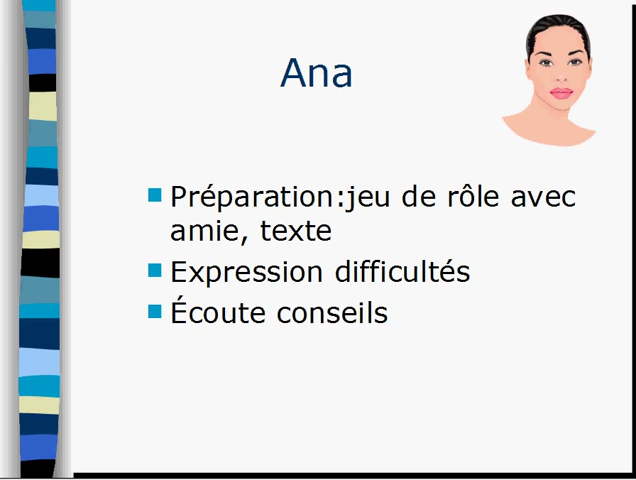 Ana
Préparation:jeu de rôle avec
amie, texte
Expression difficultés
Écoute conseils